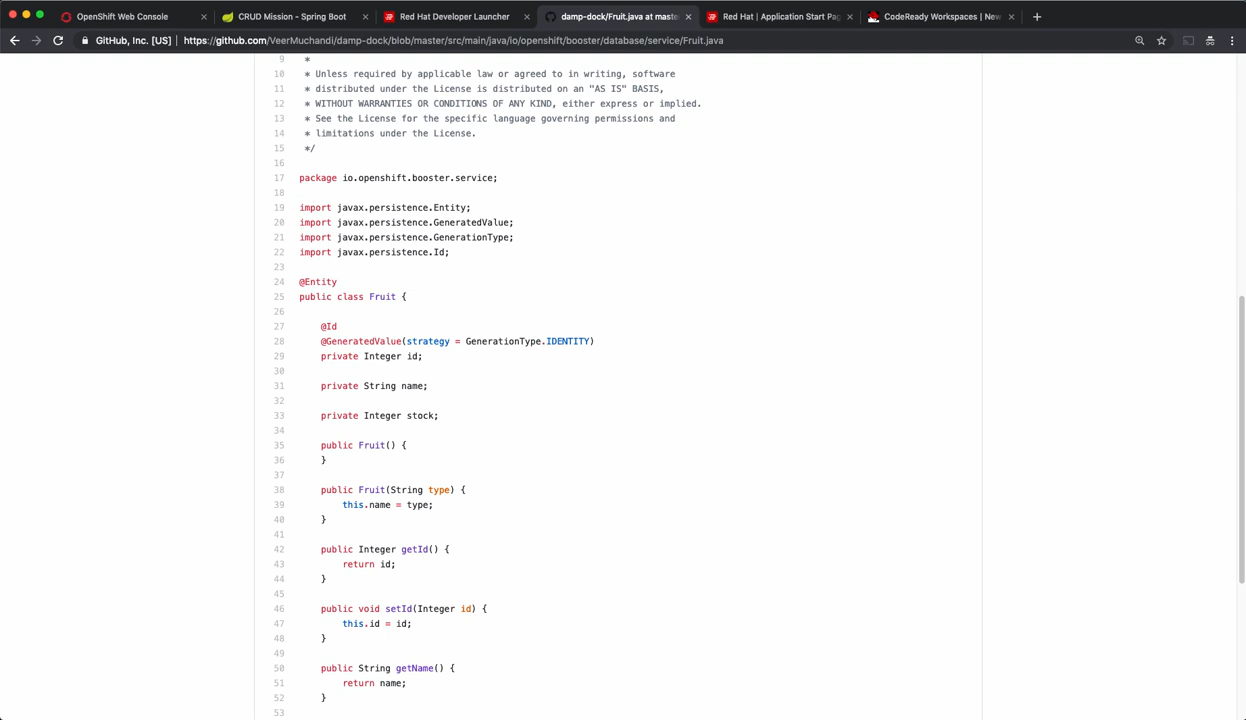 OpenShift Web Console
CRUD Mission - Spring Boot
Red Hat Developer Launcher
damp-dock/Fruit.java at maste
Red Hat | Application Start Pag
CodeReady Workspaces | New
GitHub, Inc. [US] | https://github.com/VeerMuchandi/damp-dock/blob/master/src/main/java/io/openshift/booster/database/service/Fruit.java
9 *
10 * Unless required by applicable law or agreed to in writing, software
11 * distributed under the License is distributed on an "AS IS" BASIS,
12 * WITHOUT WARRANTIES OR CONDITIONS OF ANY KIND, either express or implied.
13 * See the License for the specific language governing permissions and
14 * limitations under the License.
15 */
16
17 package io.openshift.booster.service;
18
19 import javax.persistence.Entity;
20 import javax.persistence.GeneratedValue;
21 import javax.persistence.GenerationType;
22 import javax.persistence.Id;
23
24 @Entity
25 public class Fruit {
26
27 @Id
28 @GeneratedValue(strategy = GenerationType.IDENTITY)
29 private Integer id;
30
31 private String name;
32
33 private Integer stock;
34
35 public Fruit() {
36 }
37
38 public Fruit(String type) {
39 this.name = type;
40 }
41
42 public Integer getId() {
43 return id;
44 }
45
46 public void setId(Integer id) {
47 this.id = id;
48 }
49
50 public String getName() {
51 return name;
52 }
53